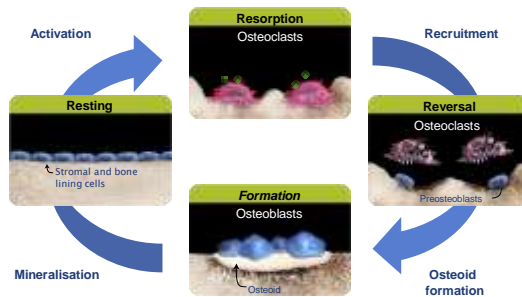 Activation
Resorption
Osteoclasts
Recruitment
Resting
Stromal and bone
lining cells
Reversal
Osteoclasts
Preosteoblasts
Formation
Osteoblasts
Osteoid
Mineralisation
Osteoid
formation